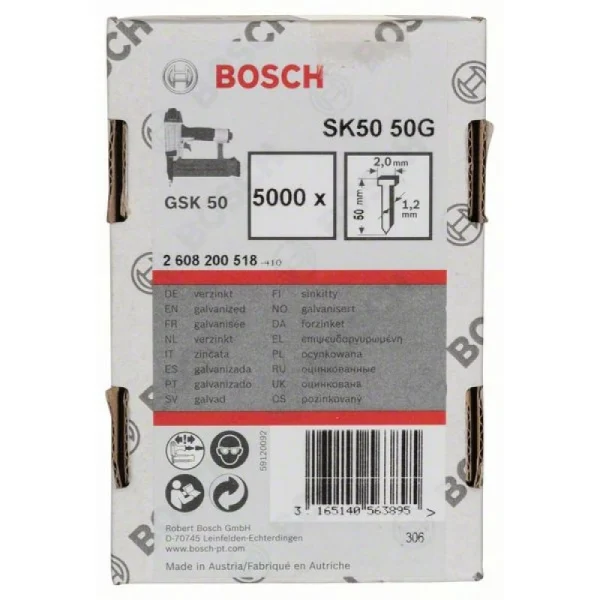 BOSCH
SK50 50G
GSK 50
5000 x
2,0 mm
50 mm
1,2 mm
2 608 200 518 -410
DE verzinkt
EN galvanized
FR galvanisée
NL verzinkt
IT zincata
ES galvanizada
PT galvanizado
SV galvad
FI sinkitty
NO galvanisert
DA forzinket
EL
PL ocynkowana
RU оцинкованные
UK
CS pozinkovaný
59120092
3 165140 563895 >
306
Robert Bosch GmbH
D-70745 Leinfelden-Echterdingen
www.bosch-pt.com
Made in Austria/Fabriqué en Autriche